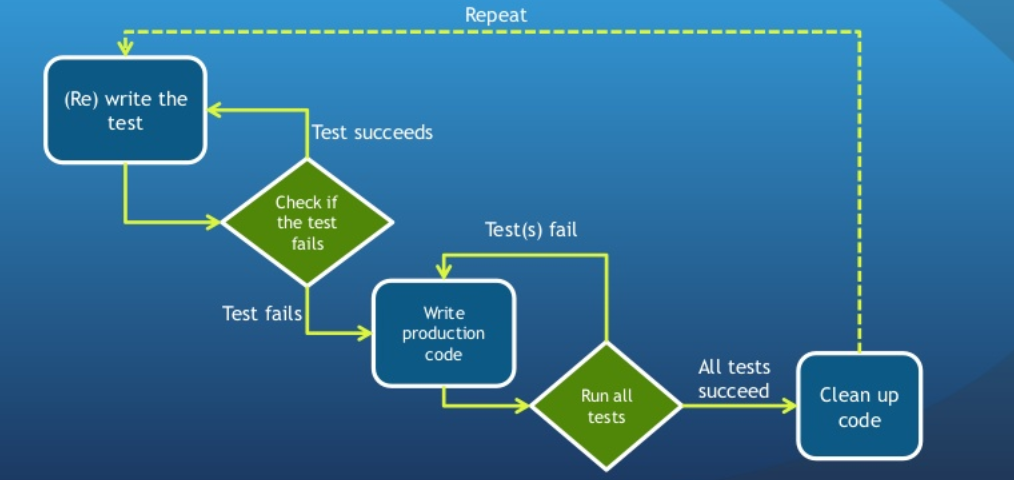 Repeat
(Re) write the
test
Test succeeds
Check if
the test
fails
Test(s) fail
Test fails
Write
production
code
Run all
tests
All tests
succeed
Clean up
code